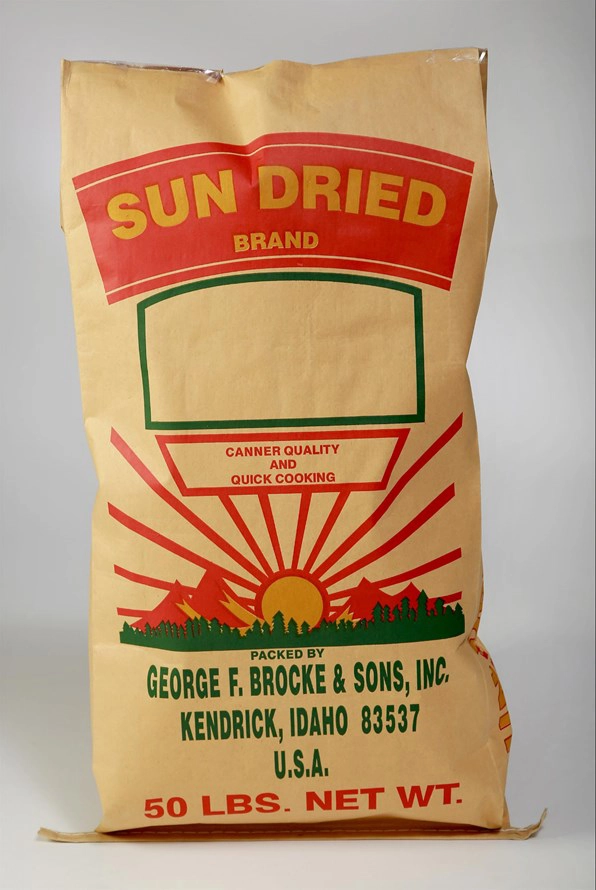 SUN DRIED
BRAND
CANNER QUALITY
AND
QUICK COOKING
PACKED BY
GEORGE F. BROCKE & SONS, INC.
KENDRICK, IDAHO 83537
U.S.A.
50 LBS. NET WT.